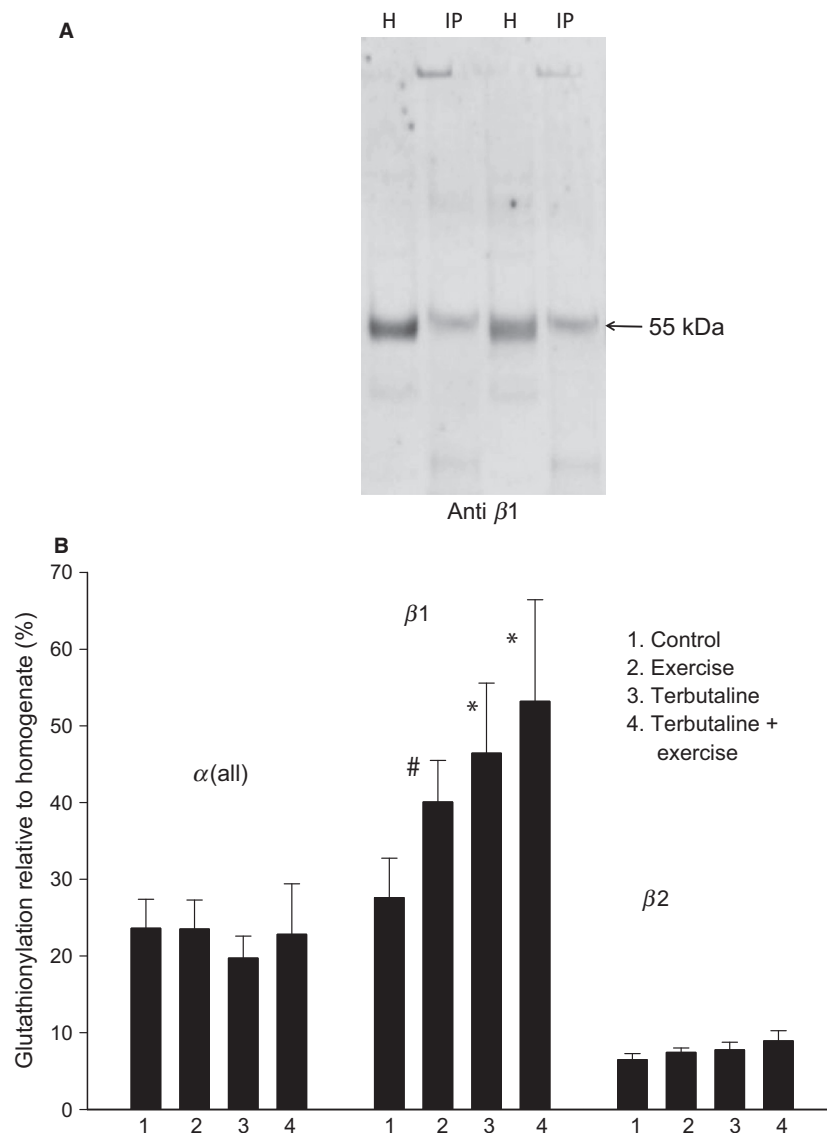 A
H IP H IP
55 kDa
Anti β1
B
Glutathionylation relative to homogenate (%)
70
60
50
40
30
20
10
0
α(all)
β1
β2
#
*
*
1. Control
2. Exercise
3. Terbutaline
4. Terbutaline +
exercise
1 2 3 4 1 2 3 4 1 2 3 4